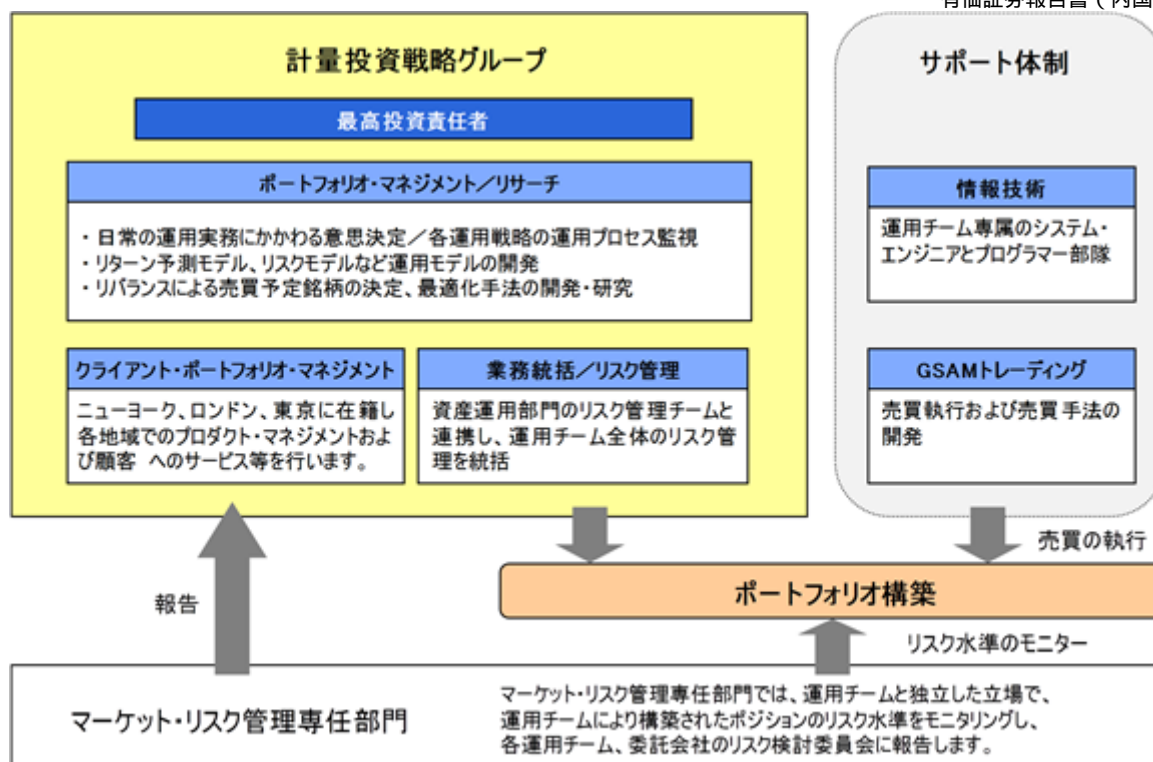 有価証券報告書(内国
計量投資戦略グループ
最高投資責任者
ポートフォリオ・マネジメント/リサーチ
・日常の運用実務にかかわる意思決定/各運用戦略の運用プロセス監視
・リターン予測モデル、リスクモデルなど運用モデルの開発
・リバランスによる売買予定銘柄の決定、最適化手法の開発・研究
クライアント・ポートフォリオ・マネジメント
ニューヨーク、ロンドン、東京に在籍し
各地域でのプロダクト・マネジメントおよ
び顧客 へのサービス等を行います。
業務統括/リスク管理
資産運用部門のリスク管理チームと
連携し、運用チーム全体のリスク管
理を統括
サポート体制
情報技術
運用チーム専属のシステム・
エンジニアとプログラマー部隊
GSAMトレーディング
売買執行および売買手法の
開発
売買の執行
報告
ポートフォリオ構築
リスク水準のモニター
マーケット・リスク管理専任部門
マーケット・リスク管理専任部門では、運用チームと独立した立場で、
運用チームにより構築されたポジションのリスク水準をモニタリングし、
各運用チーム、委託会社のリスク検討委員会に報告します。